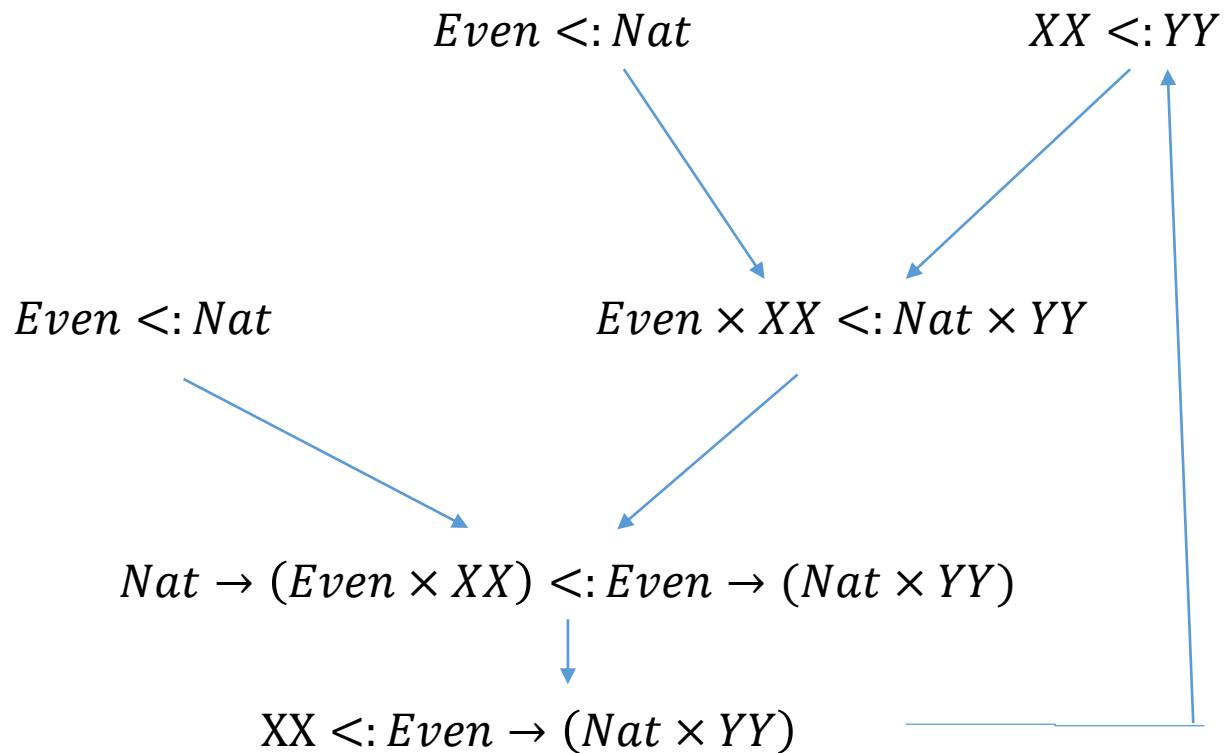 Even <: Nat XX <: YY
Even <: Nat Even × XX <: Nat × YY
Nat → (Even × XX) <: Even → (Nat × YY)
XX <: Even → (Nat × YY)